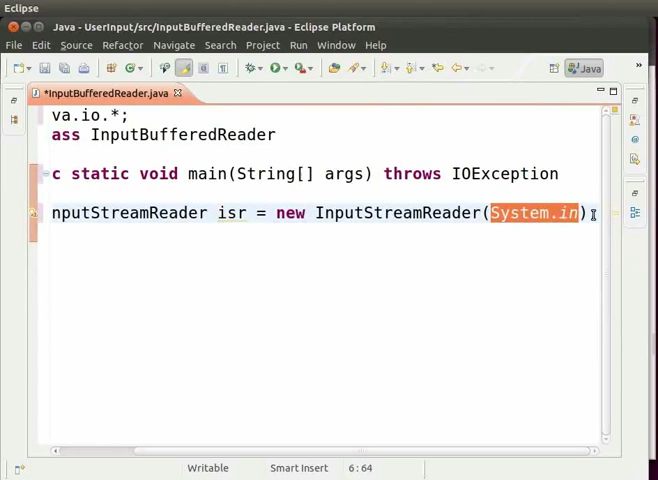 Eclipse
Java - UserInput/src/InputBufferedReader.java - Eclipse Platform
File Edit Source Refactor Navigate Search Project Run Window Help
Java
*InputBufferedReader.java
va.io.*;
ass InputBufferedReader
c static void main(String[] args) throws IOException
nputStreamReader isr = new InputStreamReader(System.in)
Writable Smart Insert 6:64